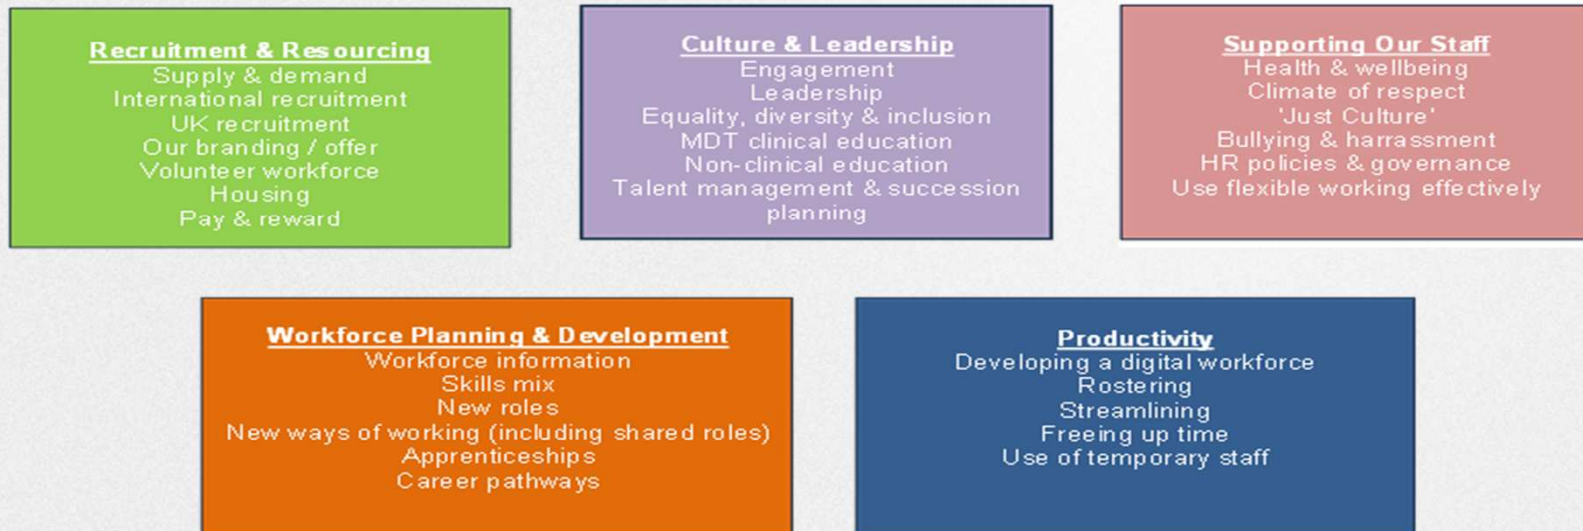 Recruitment & Resourcing
Supply & demand
International recruitment
UK recruitment
Our branding / offer
Volunteer workforce
Housing
Pay & reward
Culture & Leadership
Engagement
Leadership
Equality, diversity & inclusion
MDT clinical education
Non-clinical education
Talent management & succession
planning
Supporting Our Staff
Health & wellbeing
Climate of respect
'Just Culture'
Bullying & harrassment
HR policies & governance
Use flexible working effectively
Workforce Planning & Development
Workforce information
Skills mix
New roles
New ways of working (including shared roles)
Apprenticeships
Career pathways
Productivity
Developing a digital workforce
Rostering
Streamlining
Freeing up time
Use of temporary staff